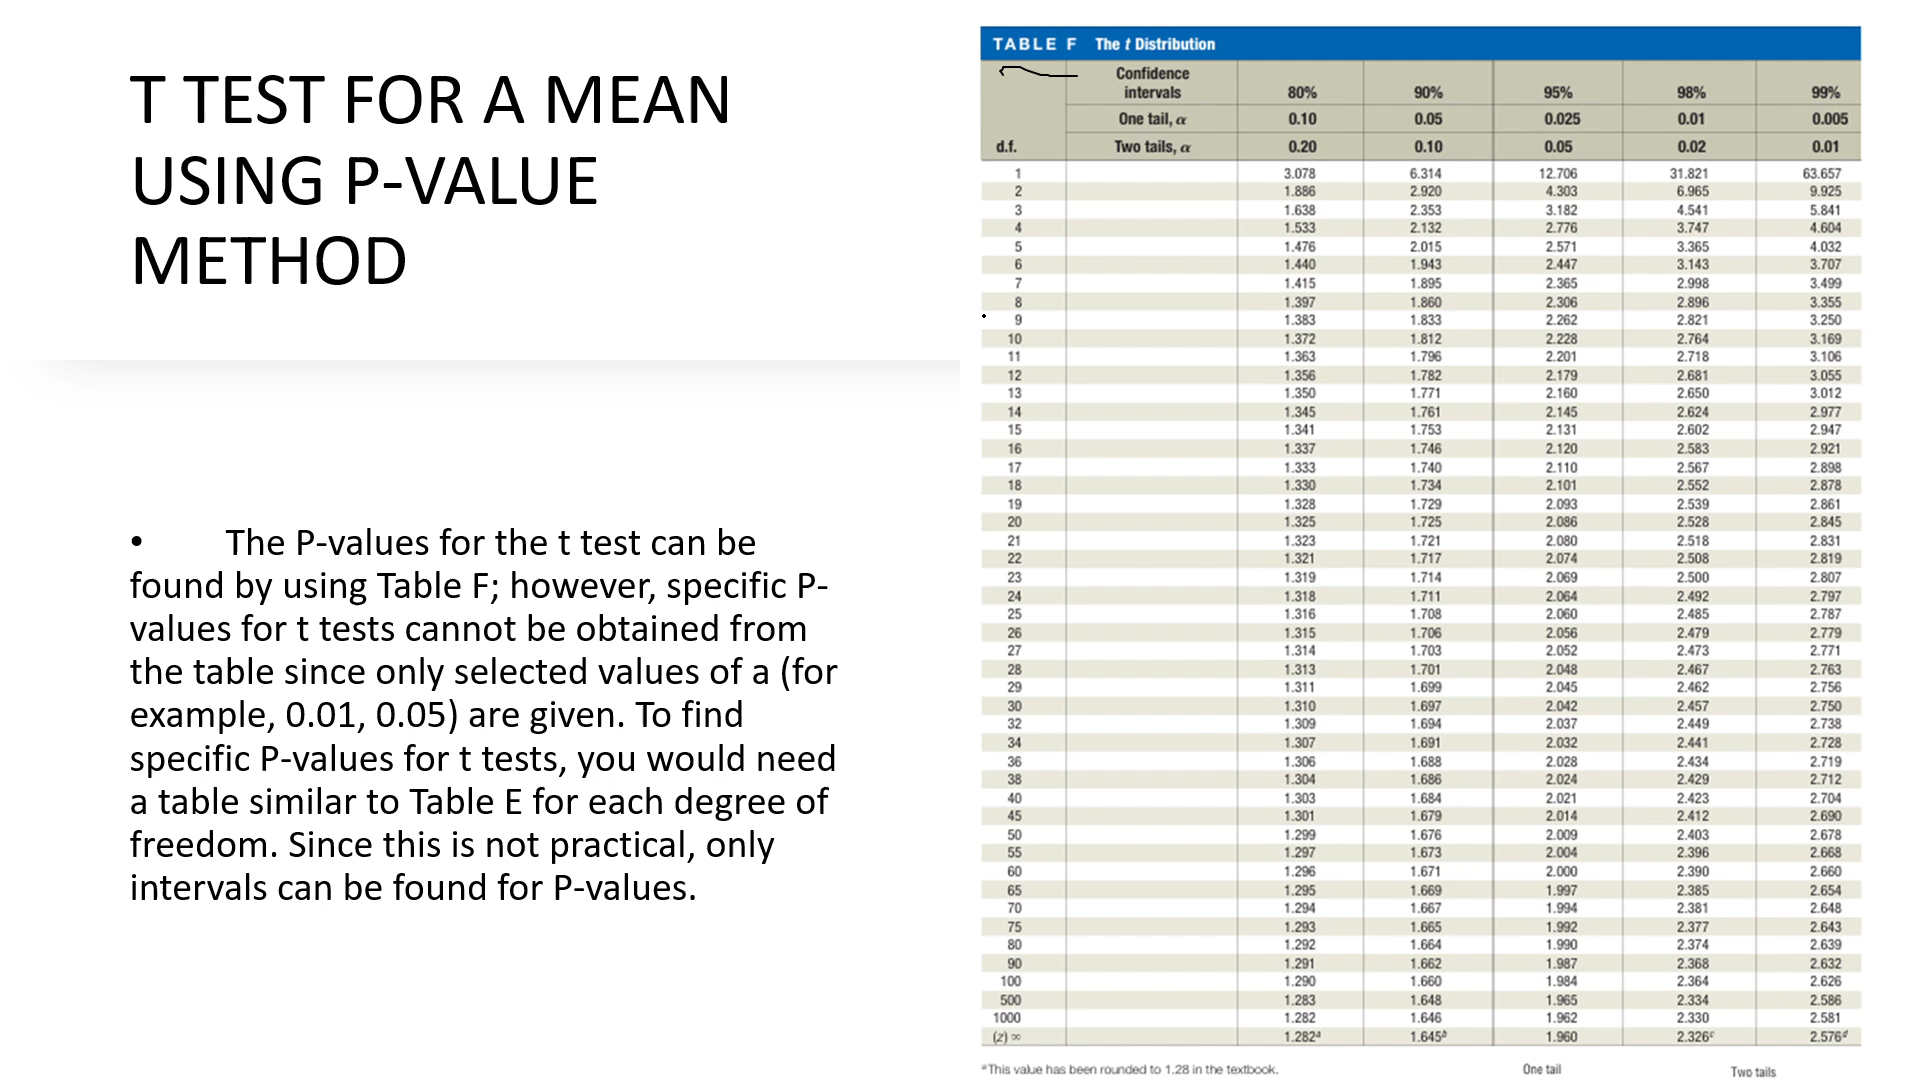 T TEST FOR A MEAN
USING P-VALUE
METHOD
• The P-values for the t test can be
found by using Table F; however, specific P-
values for t tests cannot be obtained from
the table since only selected values of a (for
example, 0.01, 0.05) are given. To find
specific P-values for t tests, you would need
a table similar to Table E for each degree of
freedom. Since this is not practical, only
intervals can be found for P-values.
TABLE F The t Distribution
Confidence
intervals 80% 90% 95% 98% 99%
One tail, α 0.10 0.05 0.025 0.01 0.005
d.f. Two tails, α 0.20 0.10 0.05 0.02 0.01
1 3.078 6.314 12.706 31.821 63.657
2 1.886 2.920 4.303 6.965 9.925
3 1.638 2.353 3.182 4.541 5.841
4 1.533 2.132 2.776 3.747 4.604
5 1.476 2.015 2.571 3.365 4.032
6 1.440 1.943 2.447 3.143 3.707
7 1.415 1.895 2.365 2.998 3.499
8 1.397 1.860 2.306 2.896 3.355
9 1.383 1.833 2.262 2.821 3.250
10 1.372 1.812 2.228 2.764 3.169
11 1.363 1.796 2.201 2.718 3.106
12 1.356 1.782 2.179 2.681 3.055
13 1.350 1.771 2.160 2.650 3.012
14 1.345 1.761 2.145 2.624 2.977
15 1.341 1.753 2.131 2.602 2.947
16 1.337 1.746 2.120 2.583 2.921
17 1.333 1.740 2.110 2.567 2.898
18 1.330 1.734 2.101 2.552 2.878
19 1.328 1.729 2.093 2.539 2.861
20 1.325 1.725 2.086 2.528 2.845
21 1.323 1.721 2.080 2.518 2.831
22 1.321 1.717 2.074 2.508 2.819
23 1.319 1.714 2.069 2.500 2.807
24 1.318 1.711 2.064 2.492 2.797
25 1.316 1.708 2.060 2.485 2.787
26 1.315 1.706 2.056 2.479 2.779
27 1.314 1.703 2.052 2.473 2.771
28 1.313 1.701 2.048 2.467 2.763
29 1.311 1.699 2.045 2.462 2.756
30 1.310 1.697 2.042 2.457 2.750
32 1.309 1.694 2.037 2.449 2.738
34 1.307 1.691 2.032 2.441 2.728
36 1.306 1.688 2.028 2.434 2.719
38 1.304 1.686 2.024 2.429 2.712
40 1.303 1.684 2.021 2.423 2.704
45 1.301 1.679 2.014 2.412 2.690
50 1.299 1.676 2.009 2.403 2.678
55 1.297 1.673 2.004 2.396 2.668
60 1.296 1.671 2.000 2.390 2.660
65 1.295 1.669 1.997 2.385 2.654
70 1.294 1.667 1.994 2.381 2.648
75 1.293 1.665 1.992 2.377 2.643
80 1.292 1.664 1.990 2.374 2.639
90 1.291 1.662 1.987 2.368 2.632
100 1.290 1.660 1.984 2.364 2.626
500 1.283 1.648 1.965 2.334 2.586
1000 1.282 1.646 1.962 2.330 2.581
(z) ∞ 1.282ᵃ 1.645ᵇ 1.960 2.326ᶜ 2.576ᵈ
ᵃThis value has been rounded to 1.28 in the textbook. One tail Two tails